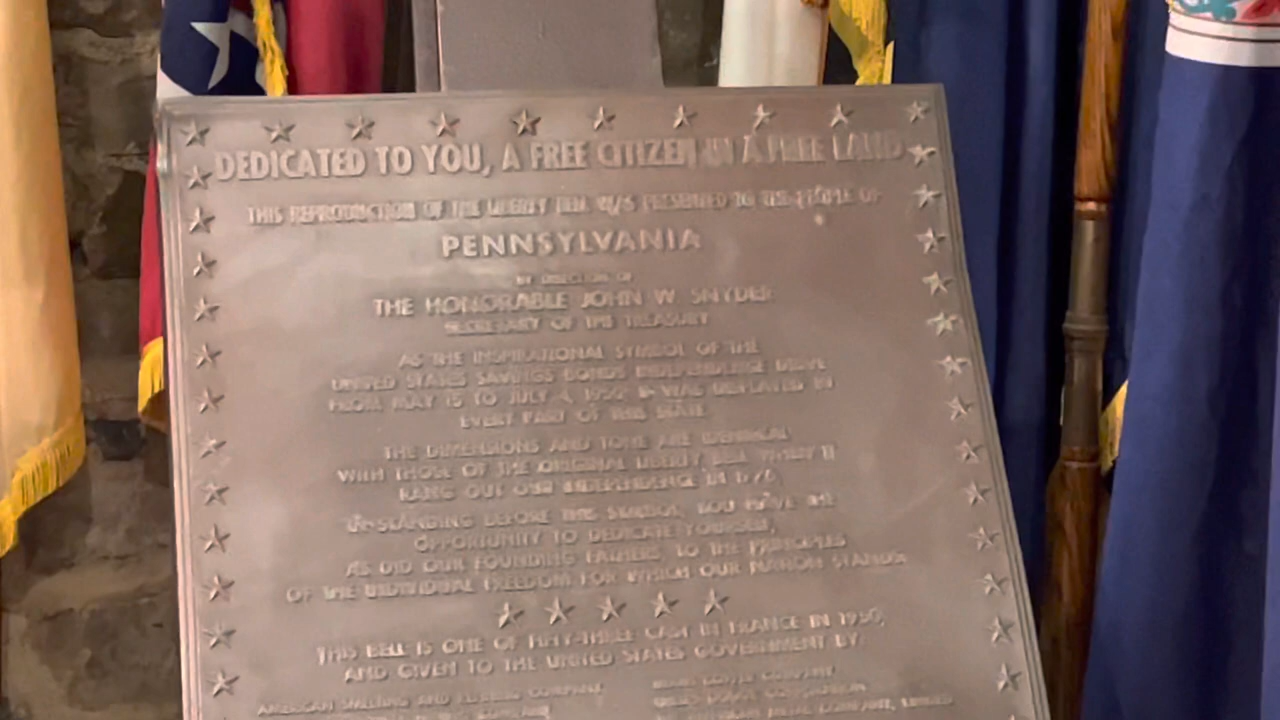 DEDICATED TO YOU, A FREE CITIZEN IN A FREE LAND
THIS REPRODUCTION OF THE LIBERTY BELL WAS PRESENTED TO THE PEOPLE OF
PENNSYLVANIA
BY DIRECTION OF
THE HONORABLE JOHN W. SNYDER
SECRETARY OF THE TREASURY
AS THE INSPIRATIONAL SYMBOL OF THE
UNITED STATES SAVINGS BONDS INDEPENDENCE DRIVE
FROM MAY 15 TO JULY 4, 1950 IT WAS DISPLAYED IN
EVERY PART OF THIS STATE
THE DIMENSIONS AND TONE ARE IDENTICAL
WITH THOSE OF THE ORIGINAL LIBERTY BELL WHEN IT
RANG OUT OUR INDEPENDENCE IN 1776
IN STANDING BEFORE THIS SYMBOL, YOU HAVE THE
OPPORTUNITY TO DEDICATE YOURSELF,
AS DID OUR FOUNDING FATHERS, TO THE PRINCIPLES
OF THE INDIVIDUAL FREEDOM FOR WHICH OUR NATION STANDS
THIS BELL IS ONE OF FIFTY-THREE CAST IN FRANCE IN 1950,
AND GIVEN TO THE UNITED STATES GOVERNMENT BY
AMERICAN SMELTING AND REFINING COMPANY
COPPER COMPANY
METAL COMPANY, LIMITED